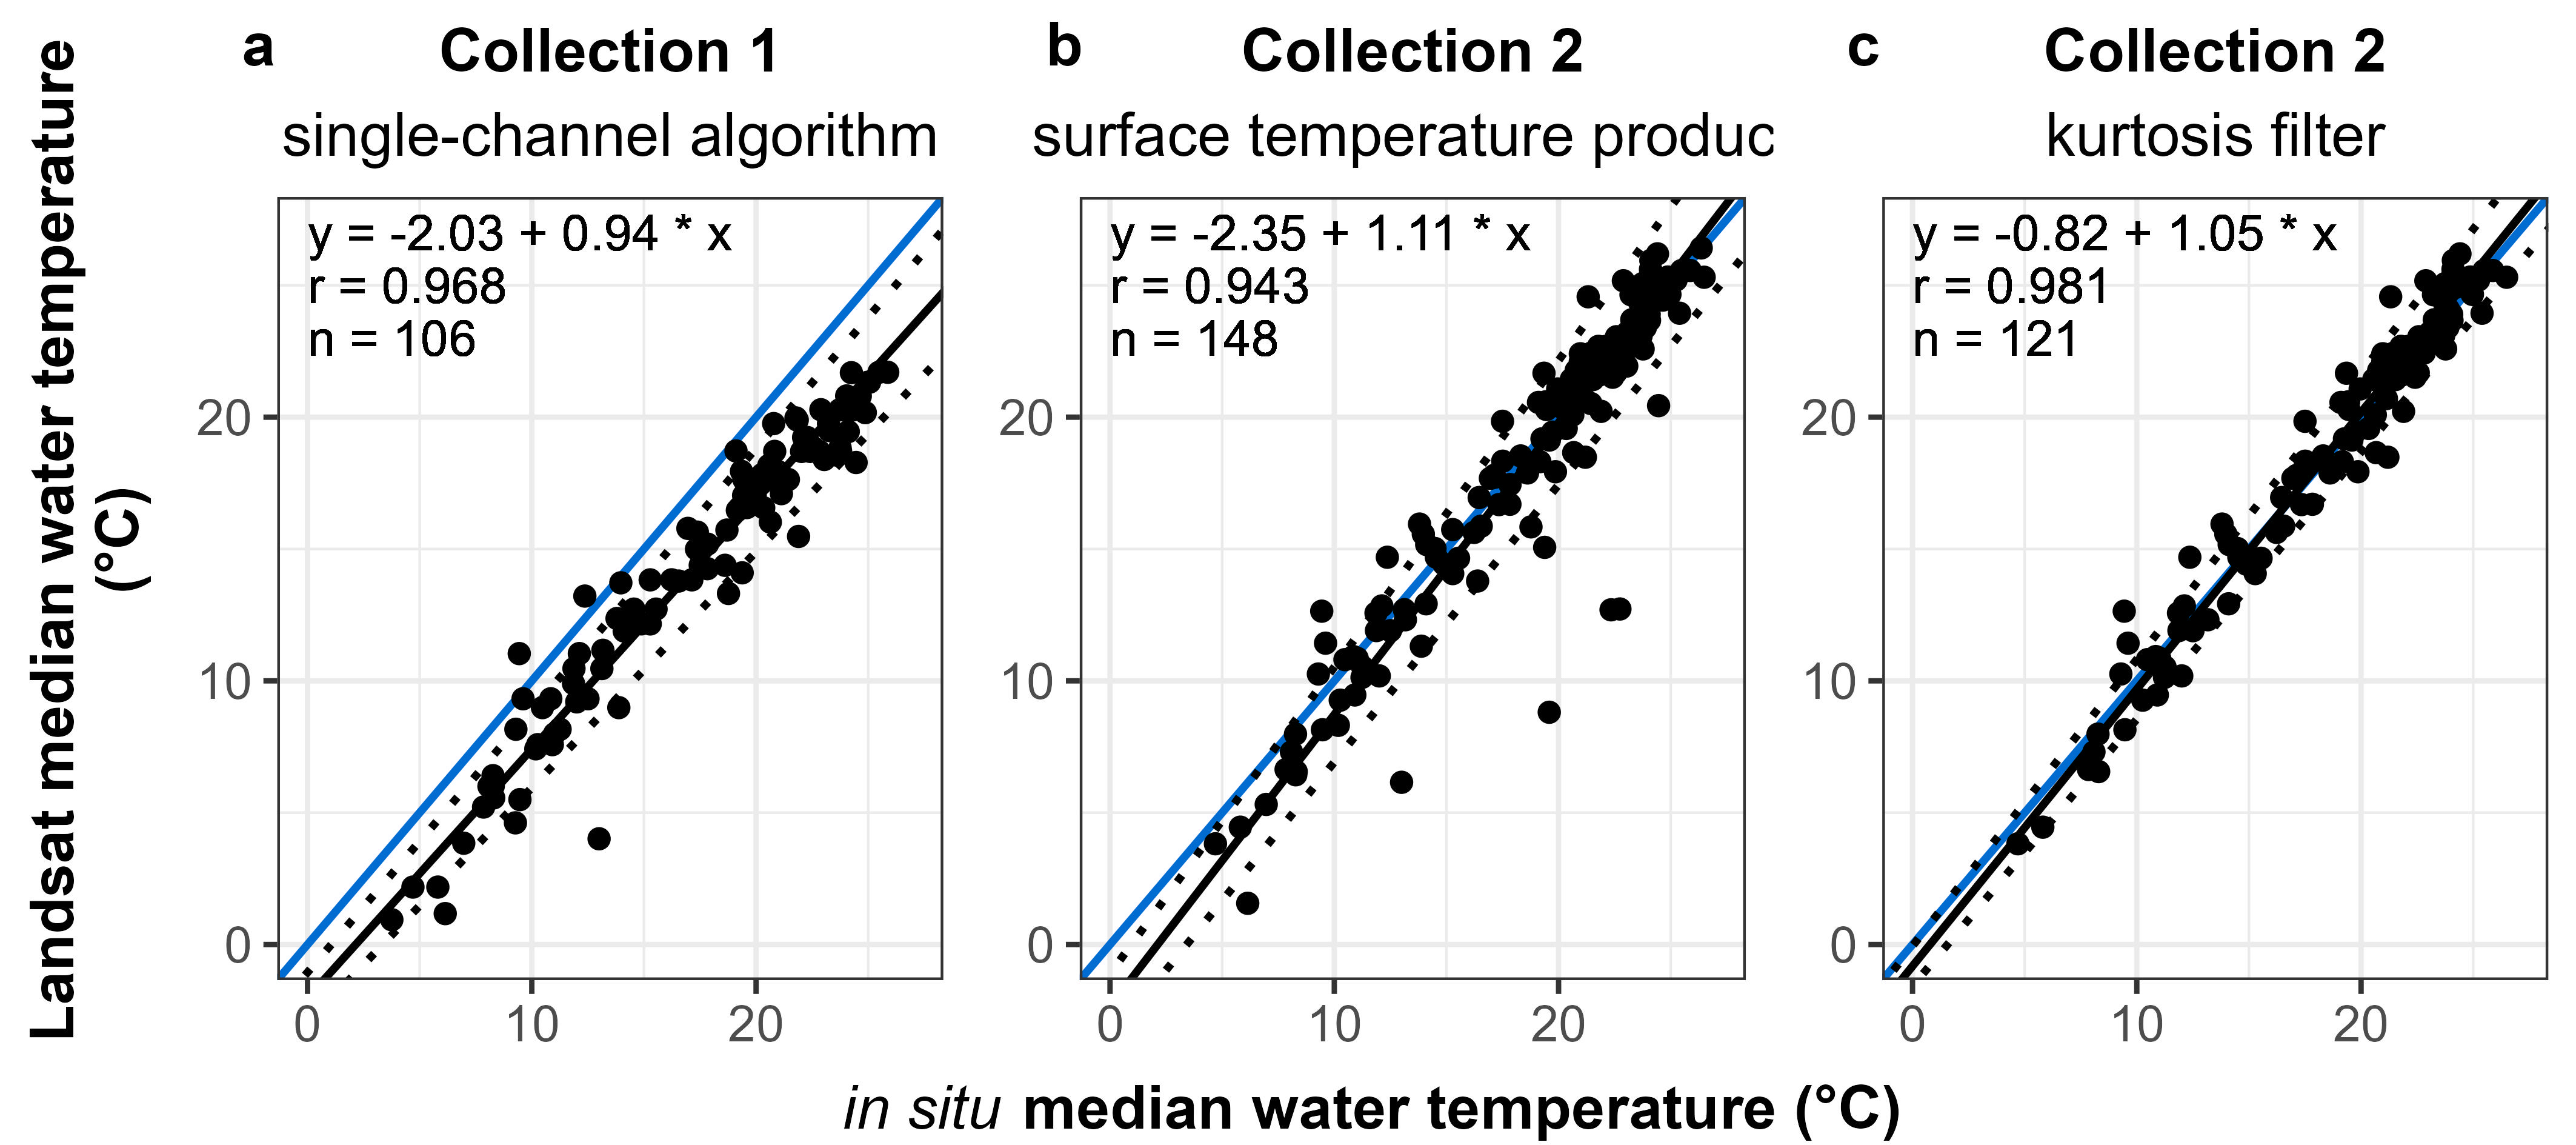 a
Collection 1
single-channel algorithm
b
Collection 2
surface temperature produc
c
Collection 2
kurtosis filter
Landsat median water temperature
(°C)
y = -2.03 + 0.94 * x
r = 0.968
n = 106
20
10
0
0
10
20
y = -2.35 + 1.11 * x
r = 0.943
n = 148
20
10
0
0
10
20
y = -0.82 + 1.05 * x
r = 0.981
n = 121
20
10
0
0
10
20
in situ median water temperature (°C)